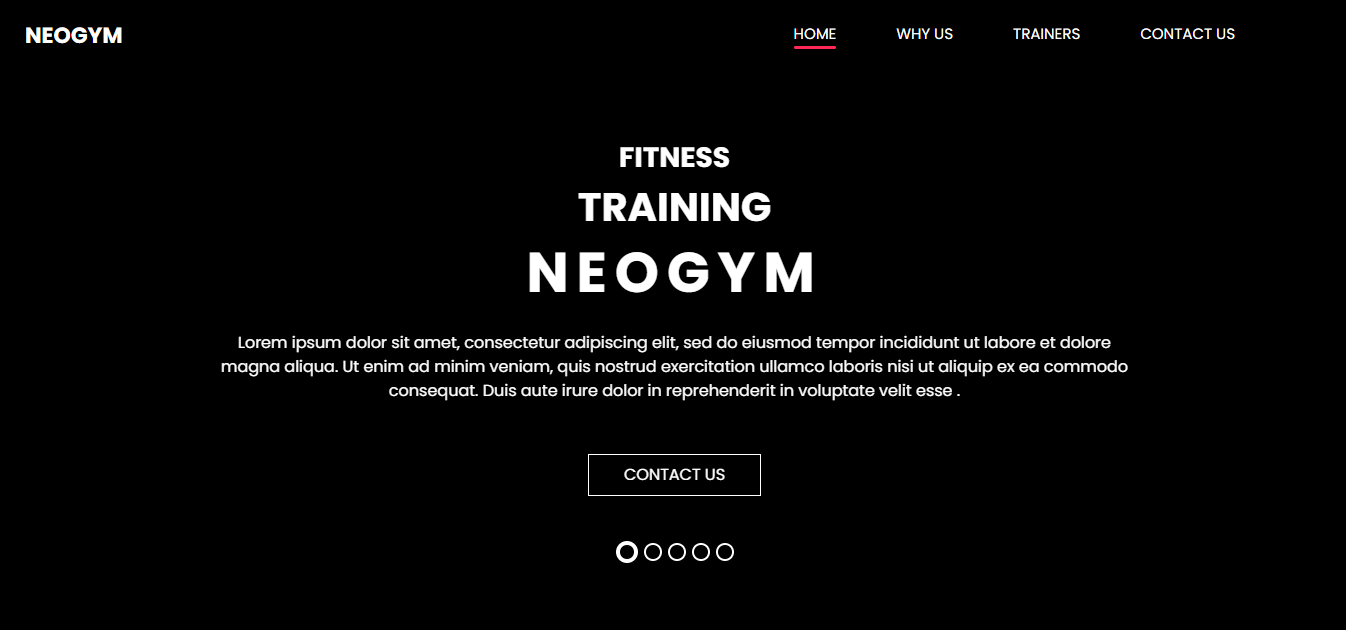 NEOGYM
HOME WHY US TRAINERS CONTACT US
FITNESS
TRAINING
NEOGYM
Lorem ipsum dolor sit amet, consectetur adipiscing elit, sed do eiusmod tempor incididunt ut labore et dolore
magna aliqua. Ut enim ad minim veniam, quis nostrud exercitation ullamco laboris nisi ut aliquip ex ea commodo
consequat. Duis aute irure dolor in reprehenderit in voluptate velit esse .
CONTACT US